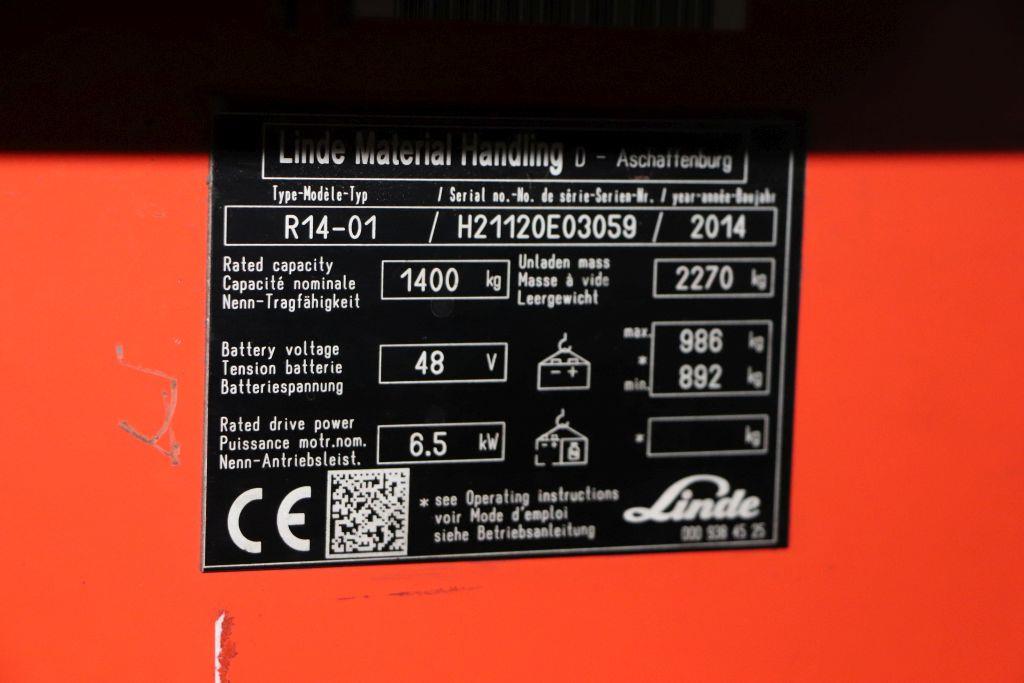 Linde Material Handling D - Aschaffenburg
Type-Modèle-Typ / Serial no.-No. de série-Serien-Nr. / year-année-Baujahr
R14-01 / H21120E03059 / 2014
Rated capacity
Capacité nominale
Nenn-Tragfähigkeit
1400 kg
Unladen mass
Masse à vide
Leergewicht
2270 kg
Battery voltage
Tension batterie
Batteriespannung
48 V
- +
max. 986 kg
*
min. 892 kg
Rated drive power
Puissance motr.nom.
Nenn-Antriebsleist.
6.5 kW
* kg
CE
* see Operating instructions
voir Mode d'emploi
siehe Betriebsanleitung
Linde
000 938 45 25